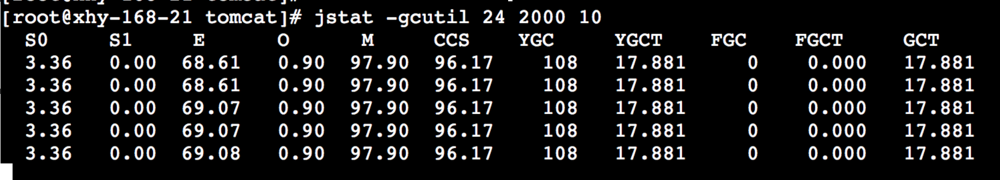 [root@xhy-168-21 tomcat]#
[root@xhy-168-21 tomcat]# jstat -gcutil 24 2000 10
S0 S1 E O M CCS YGC YGCT FGC FGCT GCT
3.36 0.00 68.61 0.90 97.90 96.17 108 17.881 0 0.000 17.881
3.36 0.00 68.61 0.90 97.90 96.17 108 17.881 0 0.000 17.881
3.36 0.00 69.07 0.90 97.90 96.17 108 17.881 0 0.000 17.881
3.36 0.00 69.07 0.90 97.90 96.17 108 17.881 0 0.000 17.881
3.36 0.00 69.08 0.90 97.90 96.17 108 17.881 0 0.000 17.881